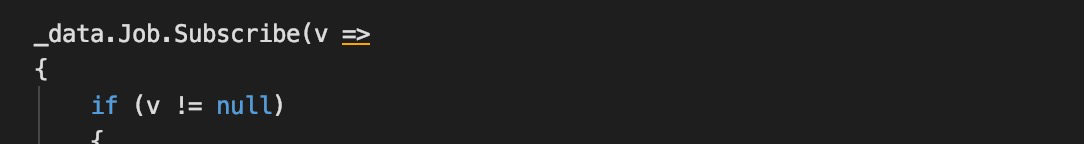 _data.Job.Subscribe(v =>
{
if (v != null)
{